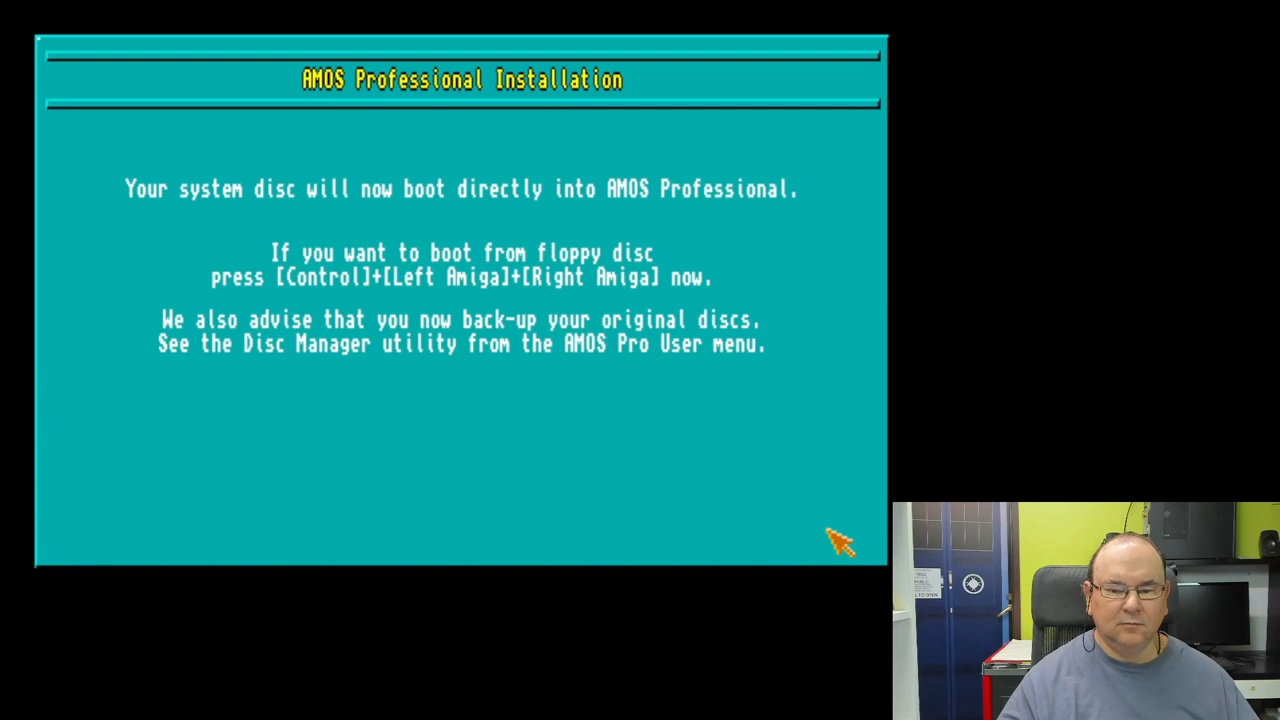 AMOS Professional Installation
Your system disc will now boot directly into AMOS Professional.
If you want to boot from floppy disc
press [Control]+[Left Amiga]+[Right Amiga] now.
We also advise that you now back-up your original discs.
See the Disc Manager utility from the AMOS Pro User menu.